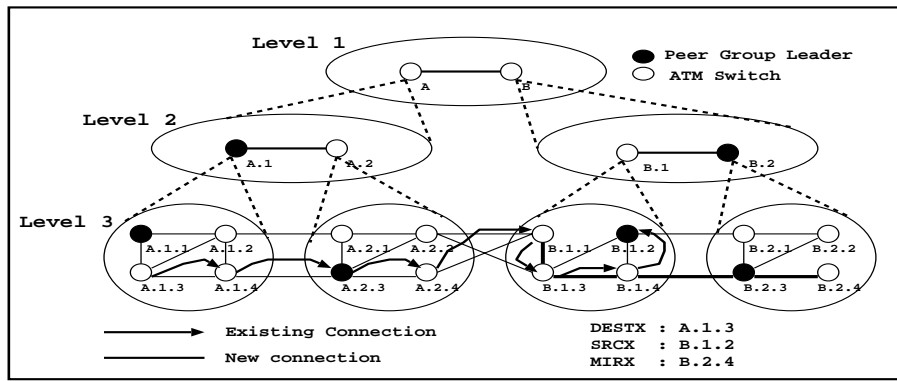 Level 1
Peer Group Leader
ATM Switch
A B
Level 2
A.1 A.2 B.1 B.2
Level 3
A.1.1 A.1.2 A.2.1 A.2.2 B.1.1 B.1.2 B.2.1 B.2.2
A.1.3 A.1.4 A.2.3 A.2.4 B.1.3 B.1.4 B.2.3 B.2.4
Existing Connection
New connection
DESTX : A.1.3
SRCX : B.1.2
MIRX : B.2.4